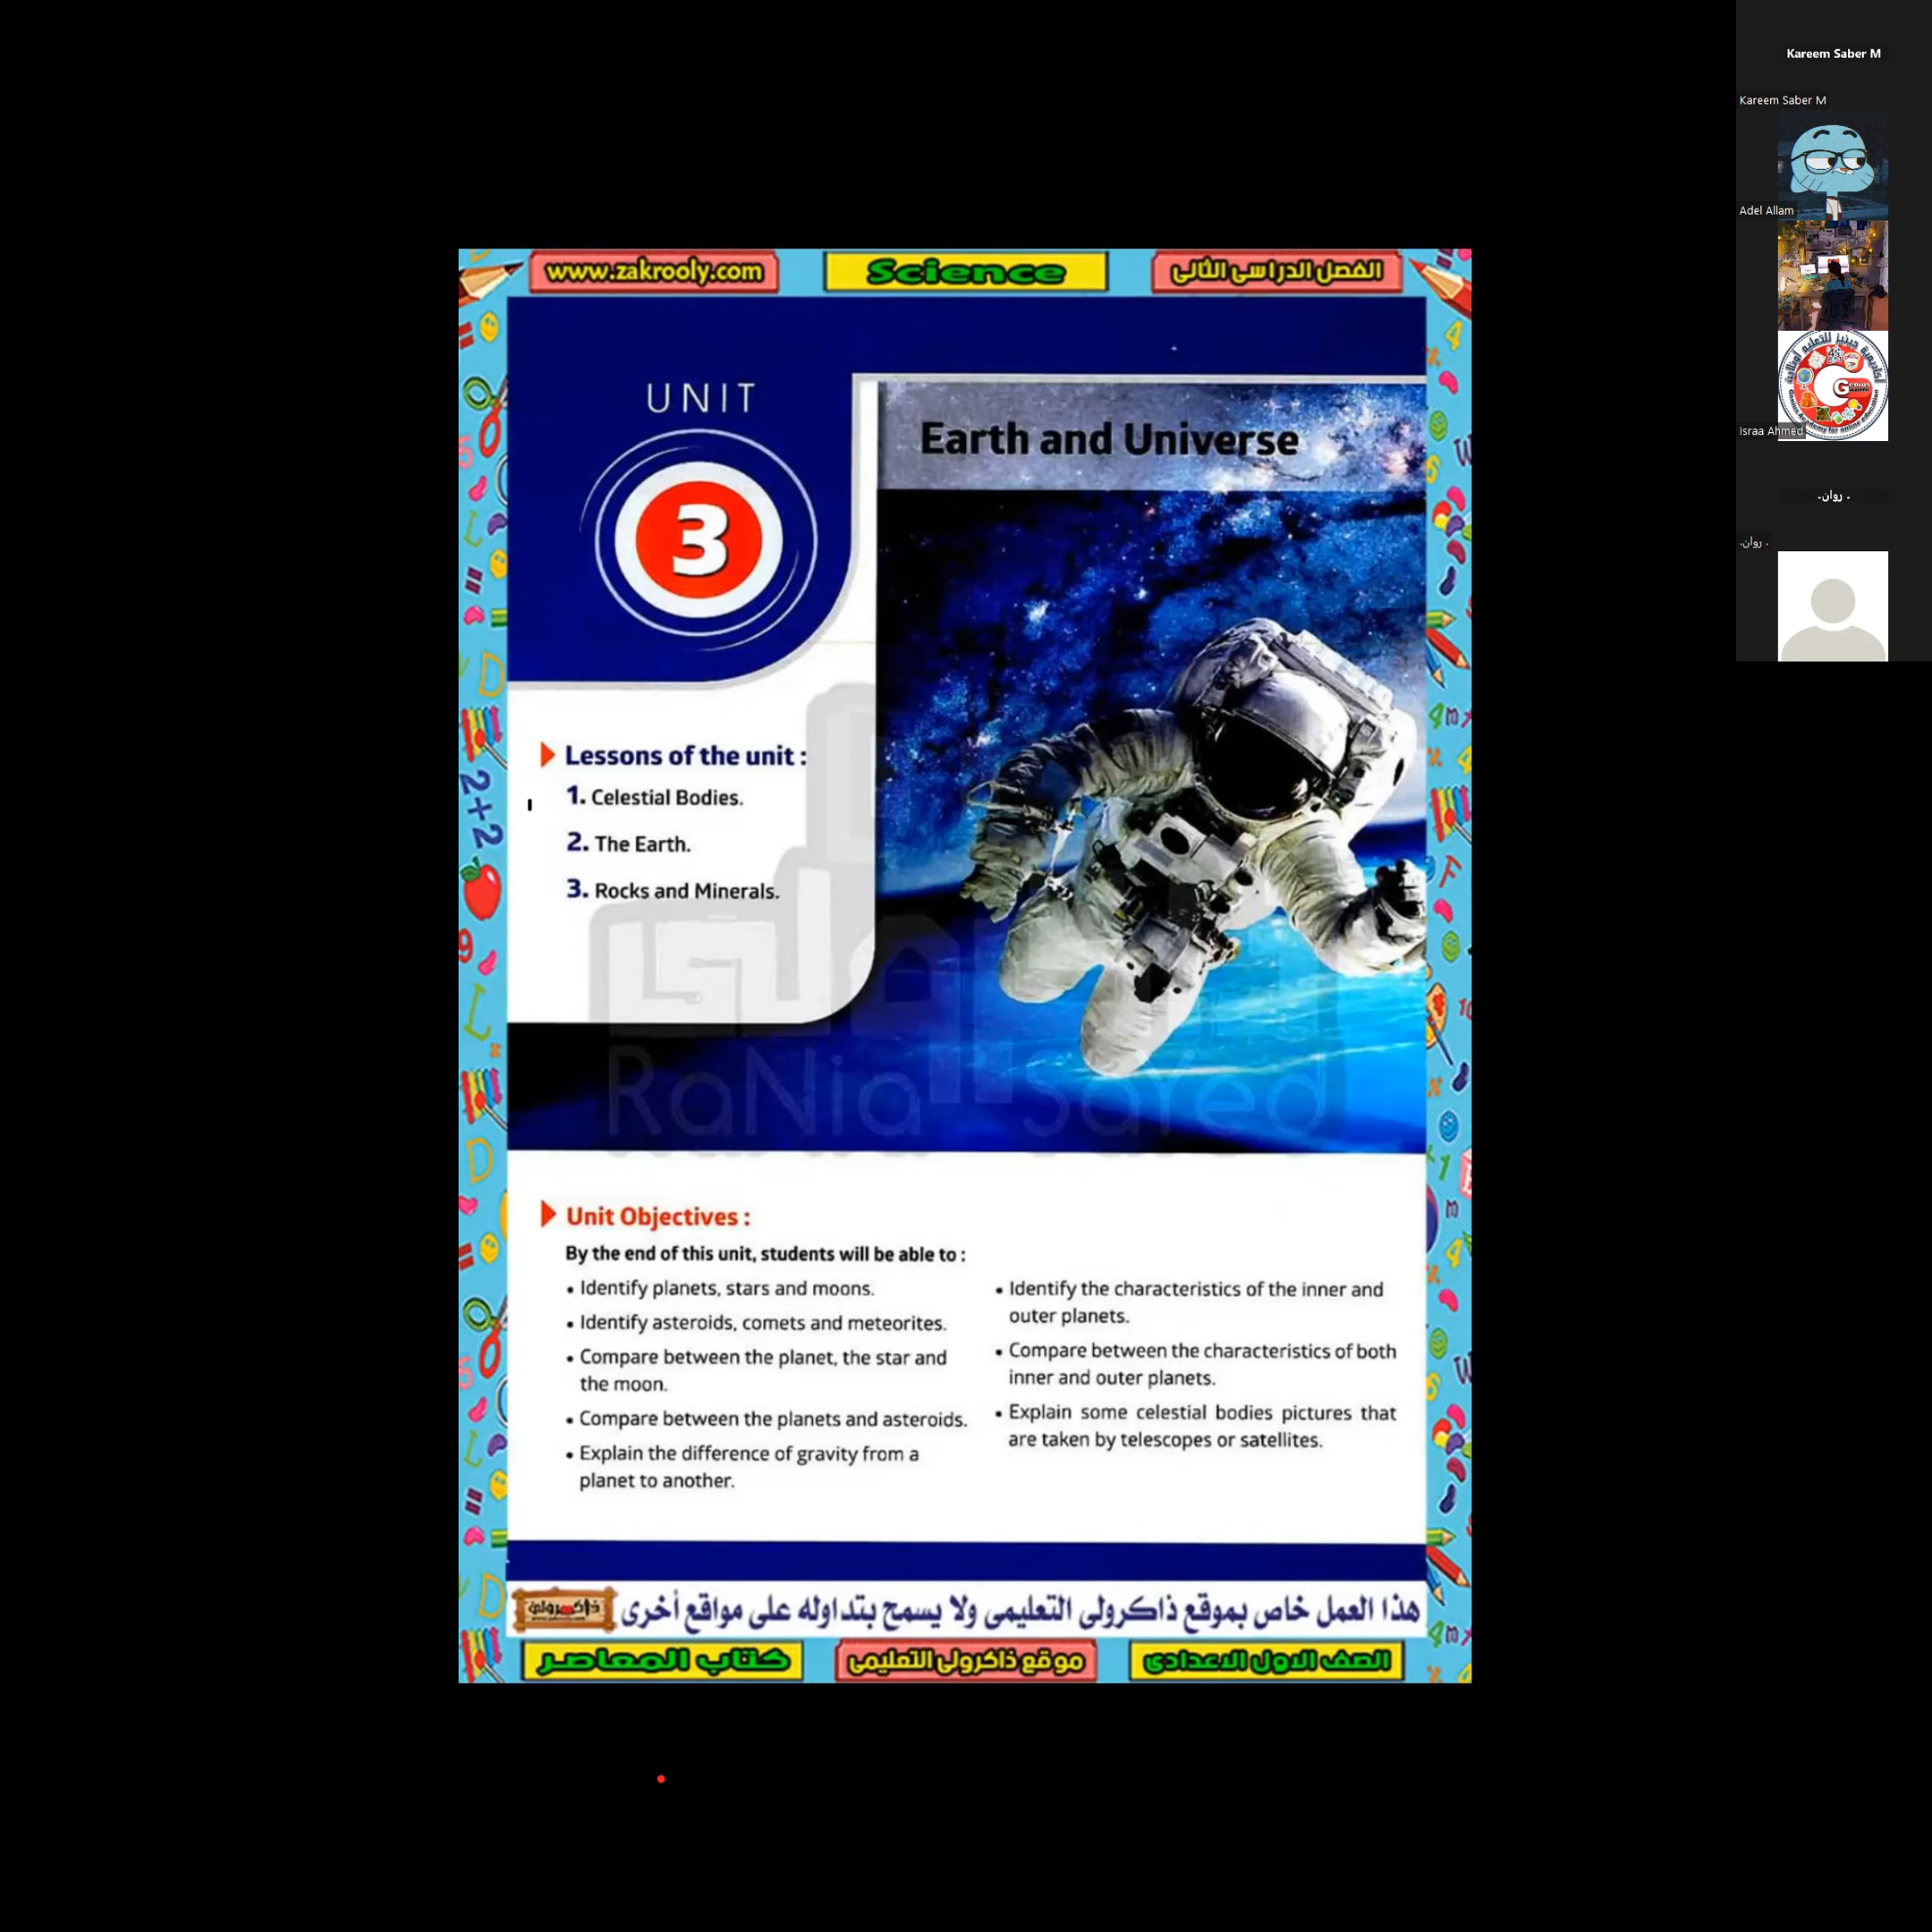 Kareem Saber M
Kareem Saber M
Adel Allam
Israa Ahmed
روان.
روان.
www.zakrooly.com
Science
الفصل الدراسى الثانى
UNIT
3
Earth and Universe
Lessons of the unit :
1. Celestial Bodies.
2. The Earth.
3. Rocks and Minerals.
RaNia Sayed
Unit Objectives :
By the end of this unit, students will be able to :
• Identify planets, stars and moons.
• Identify asteroids, comets and meteorites.
• Compare between the planet, the star and
the moon.
• Compare between the planets and asteroids.
• Explain the difference of gravity from a
planet to another.
• Identify the characteristics of the inner and
outer planets.
• Compare between the characteristics of both
inner and outer planets.
• Explain some celestial bodies pictures that
are taken by telescopes or satellites.
هذا العمل خاص بموقع ذاكرولى التعليمى ولا يسمح بتداوله على مواقع أخرى
كتاب المعاصر
موقع ذاكرولى التعليمى
الصف الاول الاعدادى